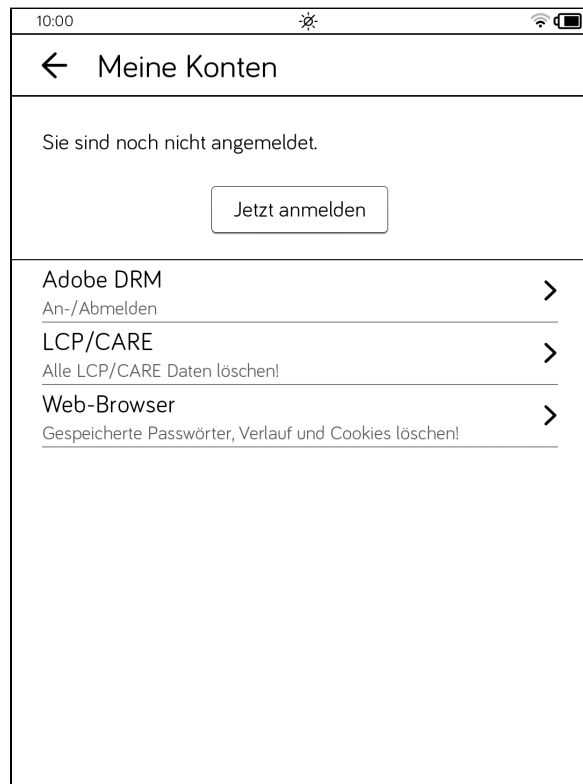 10:00
Meine Konten
Sie sind noch nicht angemeldet.
Jetzt anmelden
Adobe DRM
An-/Abmelden
LCP/CARE
Alle LCP/CARE Daten löschen!
Web-Browser
Gespeicherte Passwörter, Verlauf und Cookies löschen!